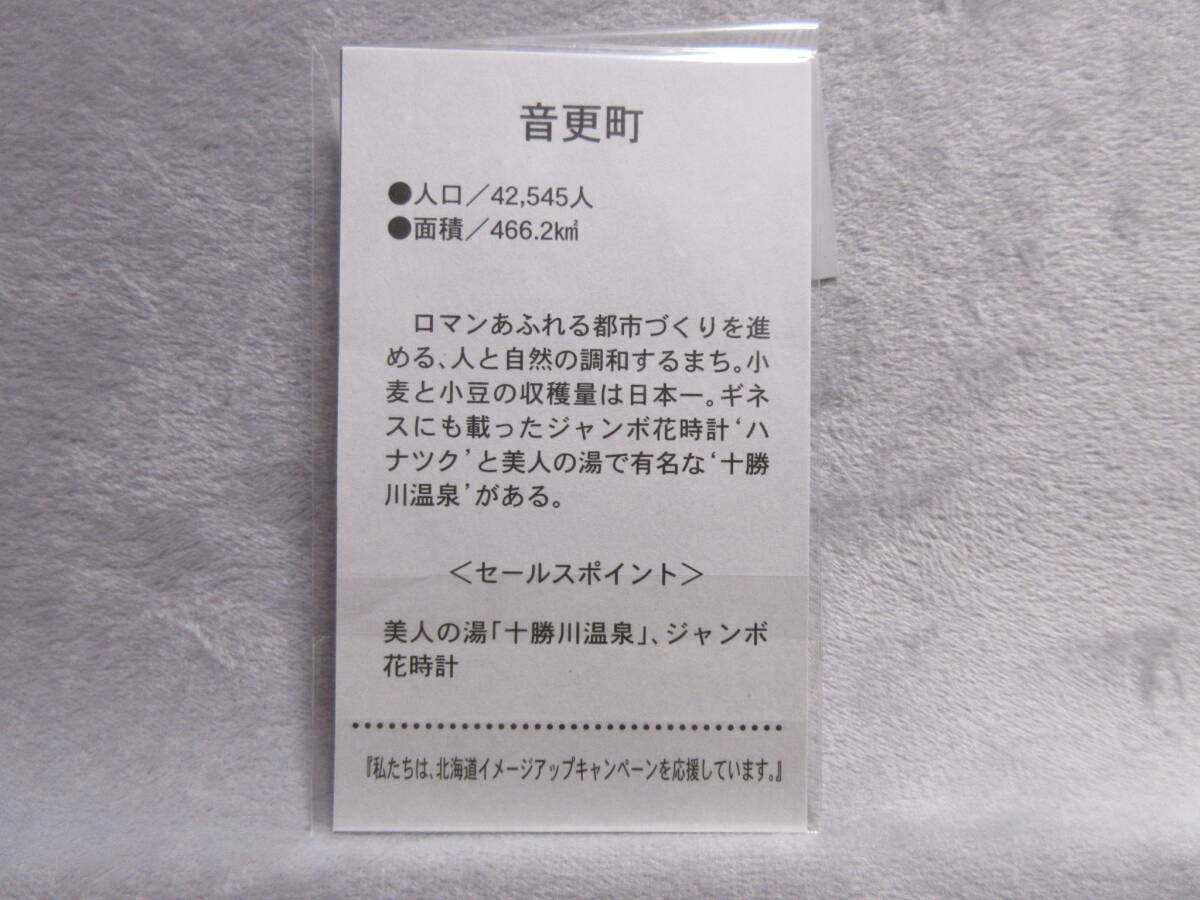 音更町
●人口／42,545人
●面積／466.2㎢
ロマンあふれる都市づくりを進
める、人と自然の調和するまち。小
麦と小豆の収穫量は日本一。ギネ
スにも載ったジャンボ花時計‘ハ
ナツク’と美人の湯で有名な‘十勝
川温泉’がある。
＜セールスポイント＞
美人の湯「十勝川温泉」、ジャンボ
花時計
『私たちは、北海道イメージアップキャンペーンを応援しています。』